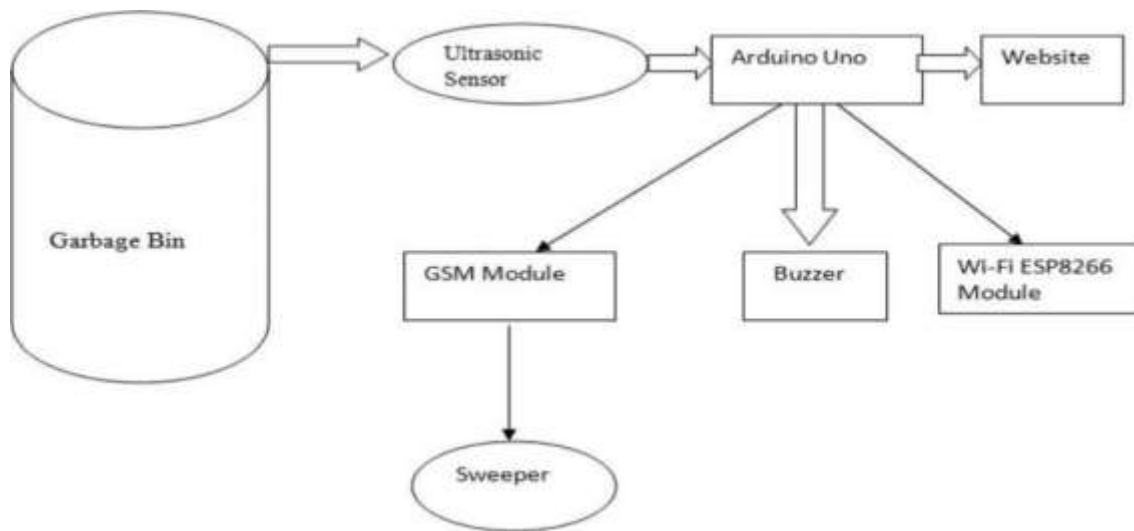 Garbage Bin
Ultrasonic
Sensor
Arduino Uno
Website
GSM Module
Buzzer
Wi-Fi ESP8266
Module
Sweeper